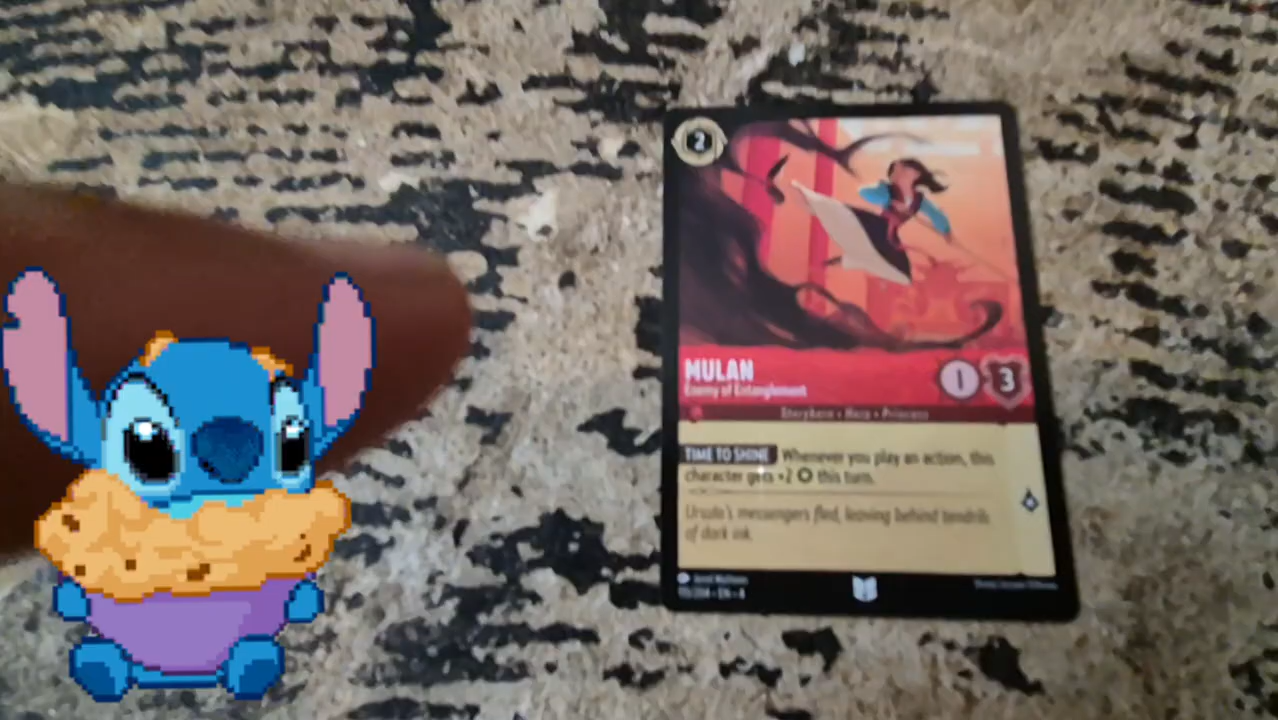 2
MULAN
Enemy of Entanglement
1 3
Storyborn • Hero • Princess
TIME TO SHINE Whenever you play an action, this
character gets +2 this turn.
Ursula's messengers fled, leaving behind tendrils
of dark ink.